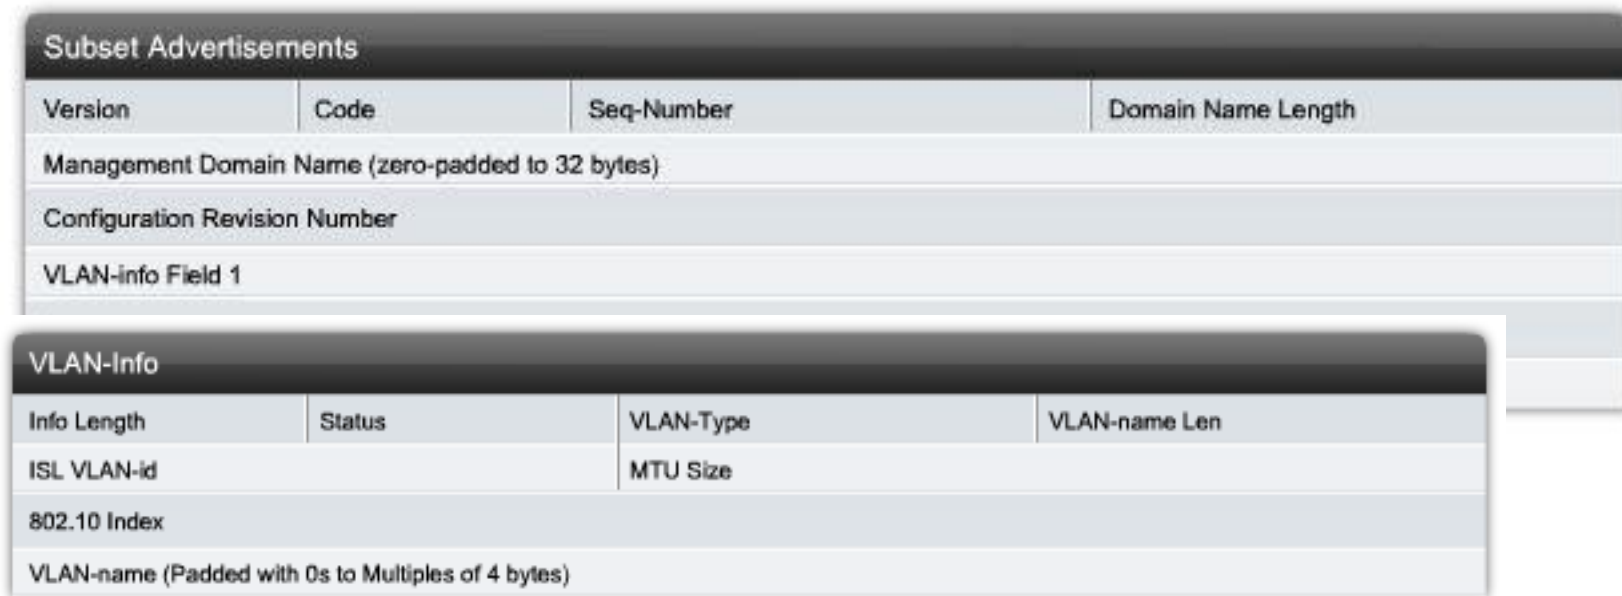 Subset Advertisements
Version Code Seq-Number Domain Name Length
Management Domain Name (zero-padded to 32 bytes)
Configuration Revision Number
VLAN-info Field 1
VLAN-Info
Info Length Status VLAN-Type VLAN-name Len
ISL VLAN-id MTU Size
802.10 Index
VLAN-name (Padded with 0s to Multiples of 4 bytes)